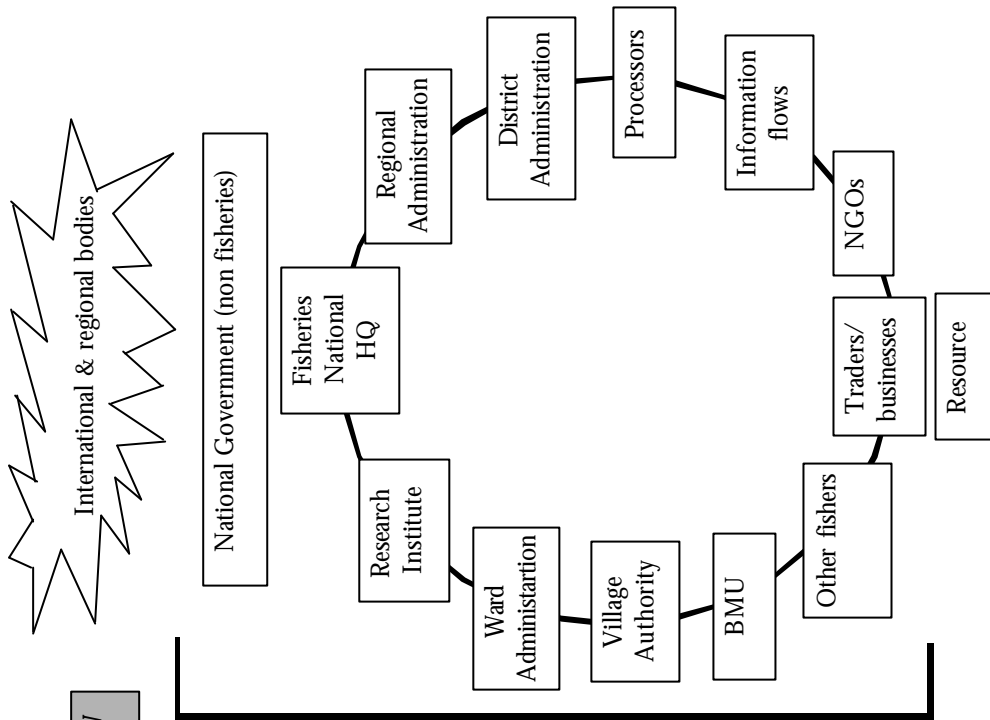 International & regional bodies
National Government (non fisheries)
Fisheries
National
HQ
Regional
Administration
District
Administration
Processors
Information
flows
NGOs
Traders/
businesses
Resource
Other fishers
BMU
Village
Authority
Ward
Administartion
Research
Institute